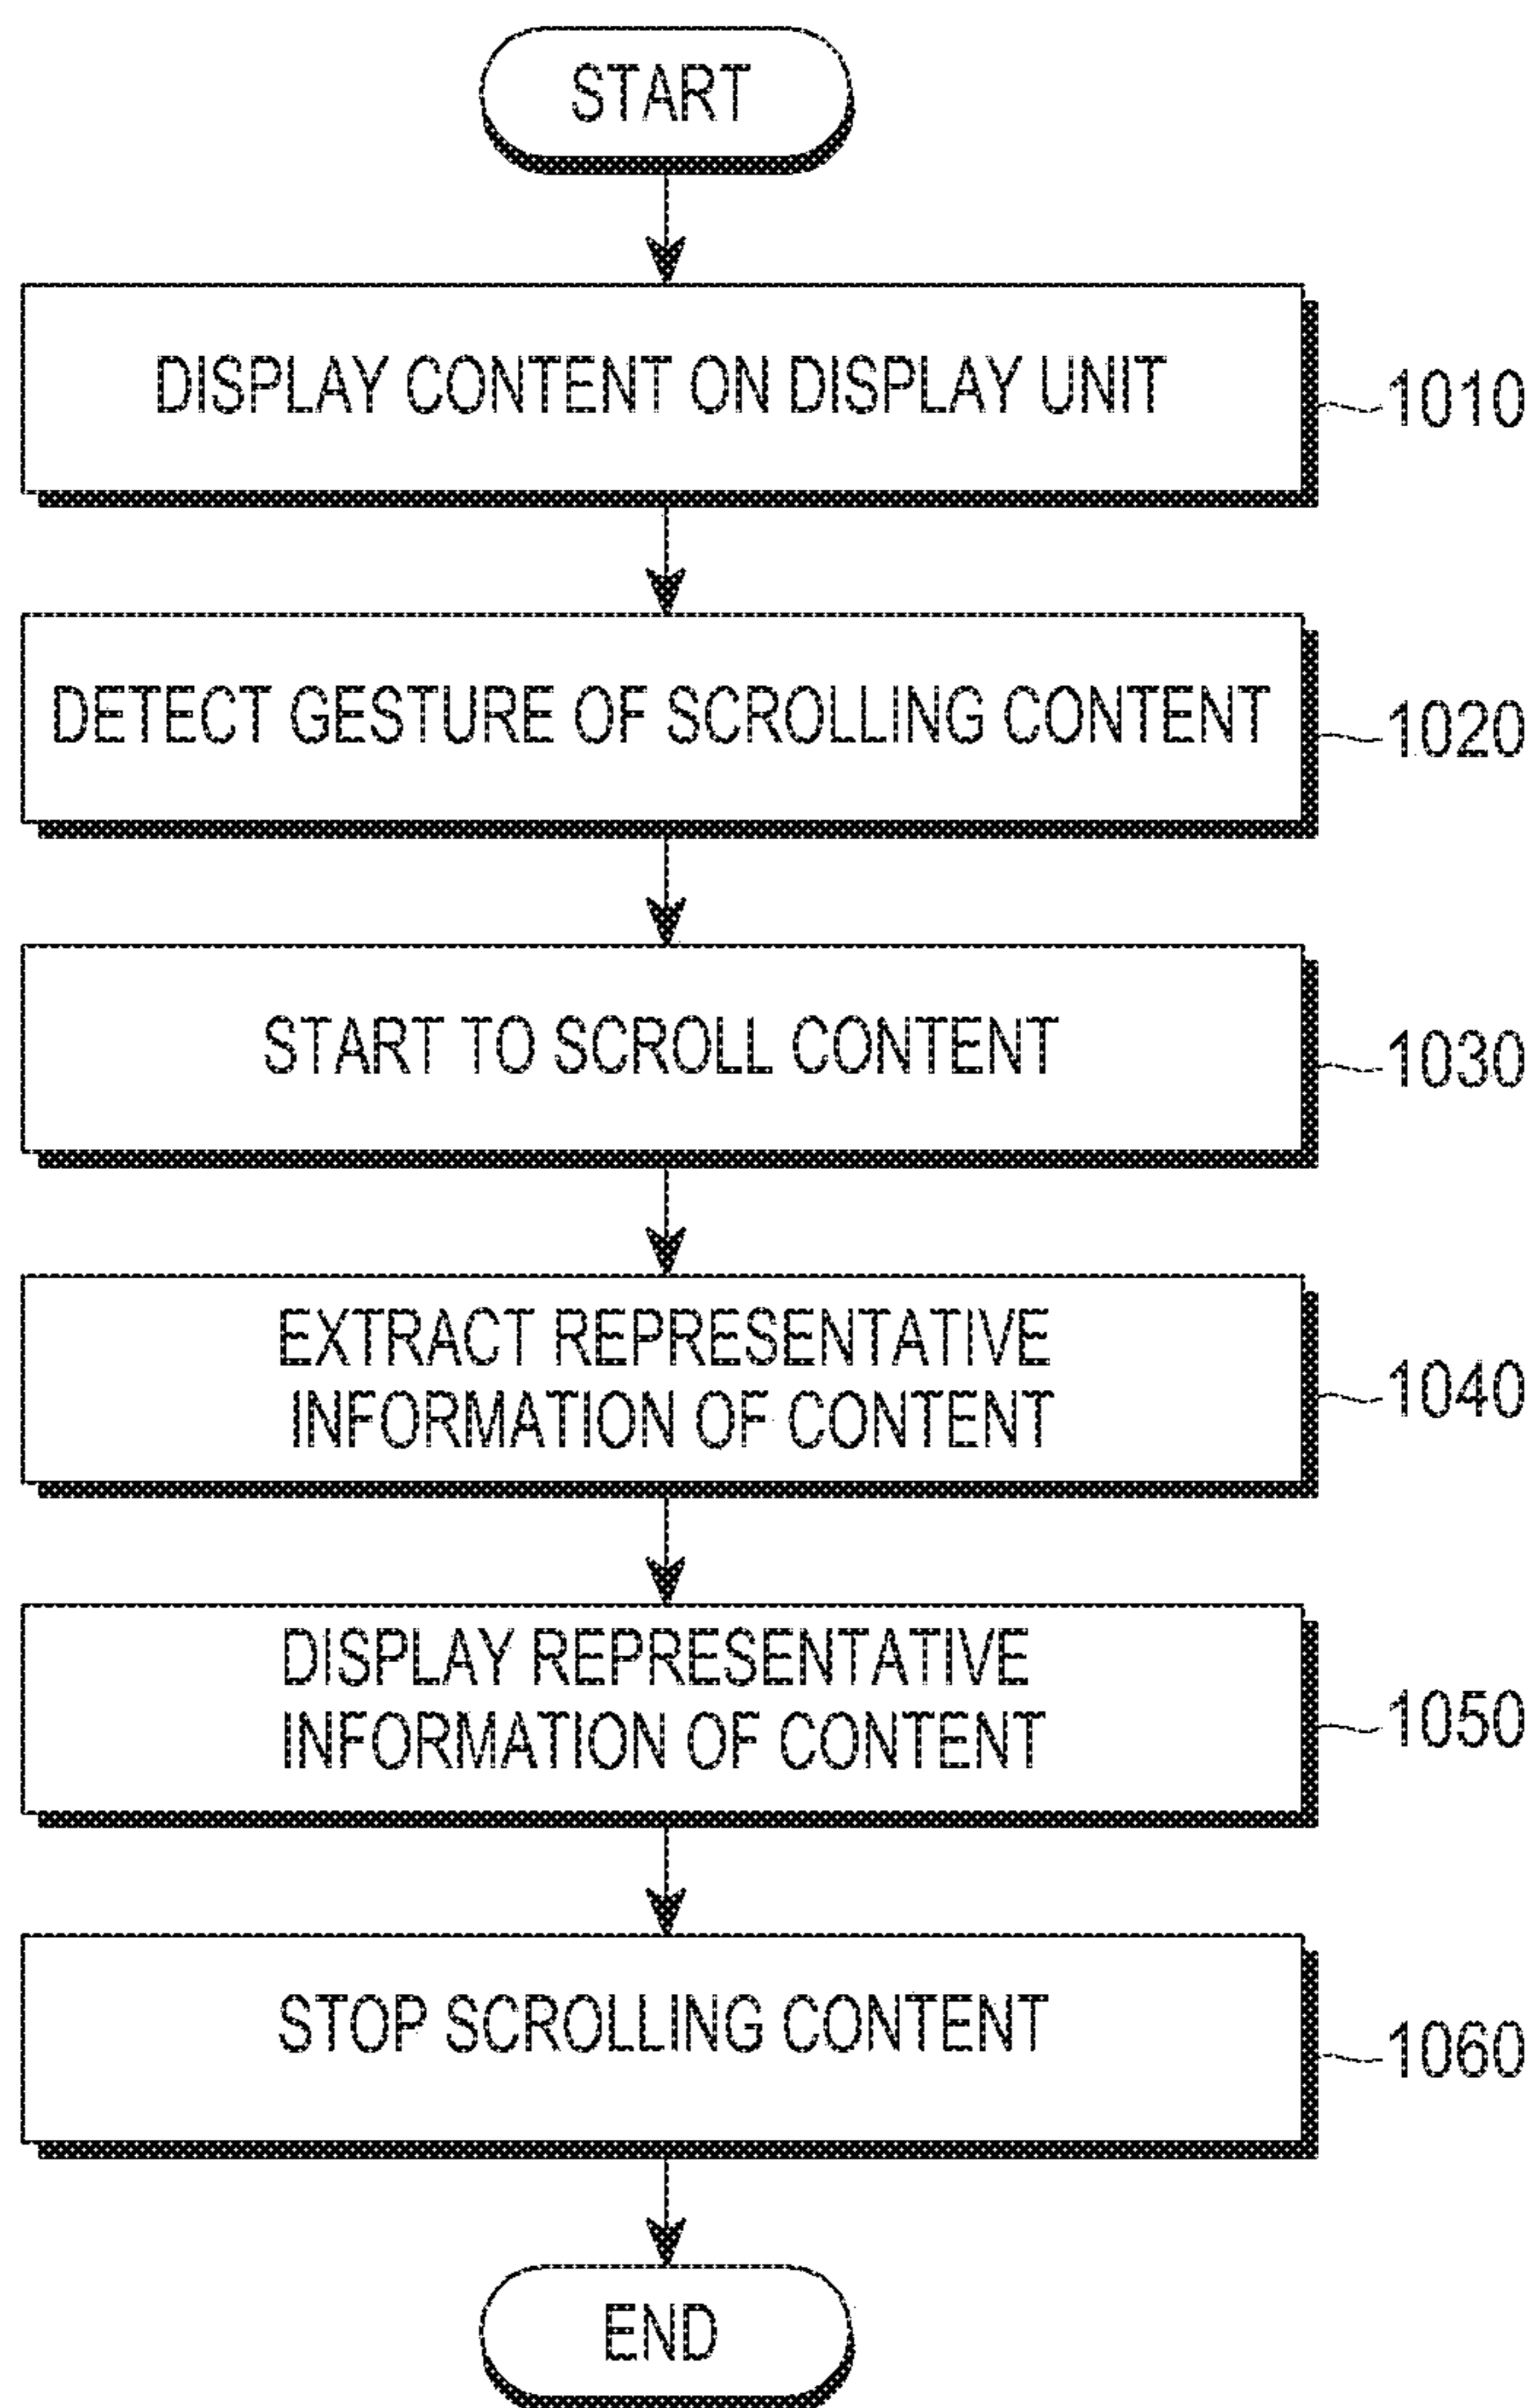 START
DISPLAY CONTENT ON DISPLAY UNIT
1010
DETECT GESTURE OF SCROLLING CONTENT
1020
START TO SCROLL CONTENT
1030
EXTRACT REPRESENTATIVE
INFORMATION OF CONTENT
1040
DISPLAY REPRESENTATIVE
INFORMATION OF CONTENT
1050
STOP SCROLLING CONTENT
1060
END